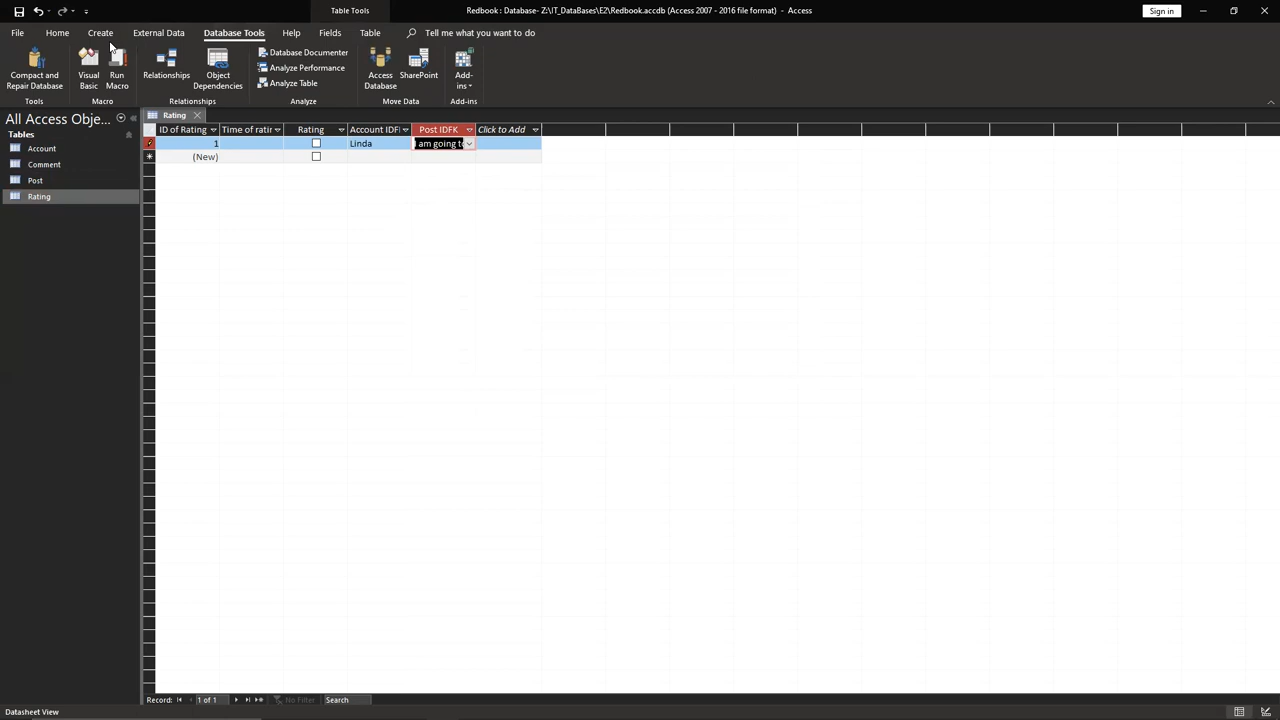 Table Tools
Redbook : Database- Z:\IT_DataBases\E2\Redbook.accdb (Access 2007 - 2016 file format) - Access
Sign in
File Home Create External Data Database Tools Help Fields Table Tell me what you want to do
Compact and Repair Database
Visual Basic
Run Macro
Relationships
Object Dependencies
Database Documenter
Analyze Performance
Analyze Table
Access Database
SharePoint
Add-ins
Tools Macro Relationships Analyze Move Data Add-ins
All Access Obje...
Tables
Account
Comment
Post
Rating
Rating
ID of Rating Time of ratir Rating Account IDFI Post IDFK Click to Add
1 Linda I am going to
(New)
Record: 1 of 1 No Filter Search
Datasheet View